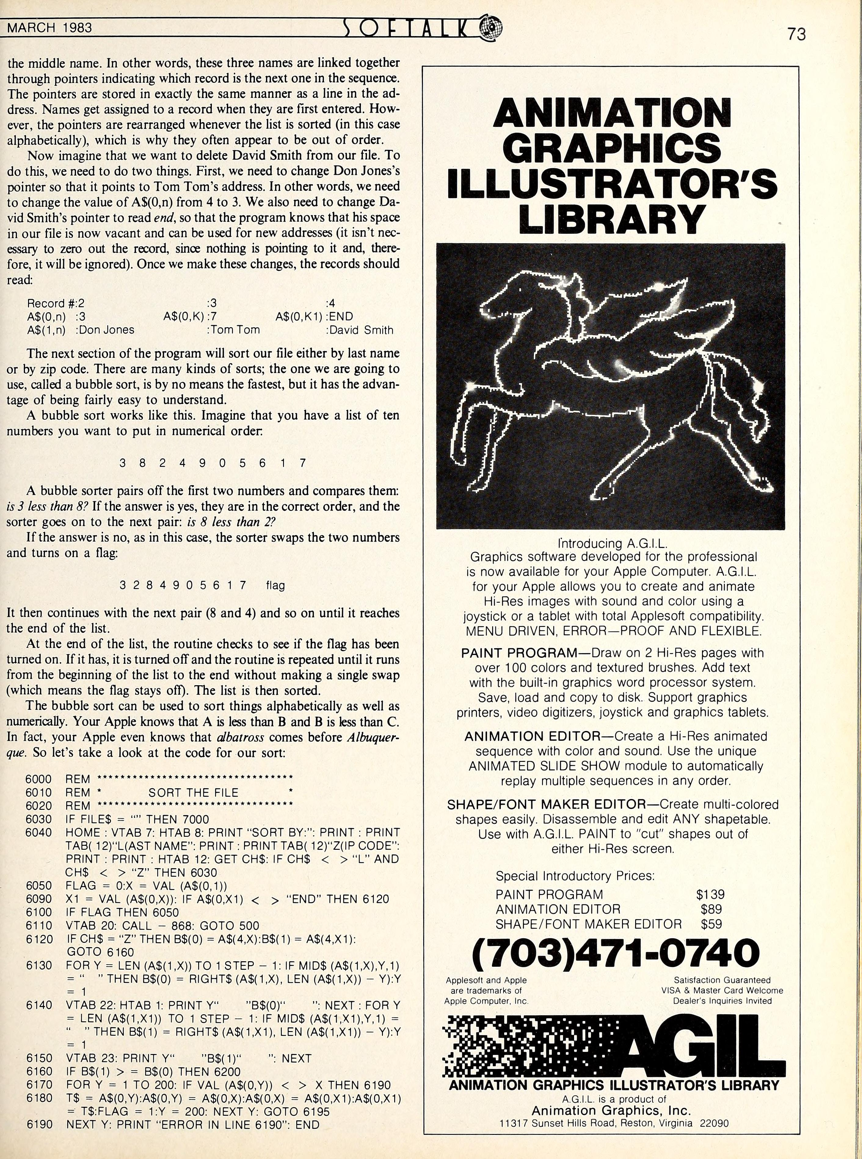 MARCH 1983
SOFTALK
73
the middle name. In other words, these three names are linked together
through pointers indicating which record is the next one in the sequence.
The pointers are stored in exactly the same manner as a line in the ad-
dress. Names get assigned to a record when they are first entered. How-
ever, the pointers are rearranged whenever the list is sorted (in this case
alphabetically), which is why they often appear to be out of order.
Now imagine that we want to delete David Smith from our file. To
do this, we need to do two things. First, we need to change Don Jones's
pointer so that it points to Tom Tom's address. In other words, we need
to change the value of A$(0,n) from 4 to 3. We also need to change Da-
vid Smith's pointer to read end, so that the program knows that his space
in our file is now vacant and can be used for new addresses (it isn't nec-
essary to zero out the record, since nothing is pointing to it and, there-
fore, it will be ignored). Once we make these changes, the records should
read:
Record #:2 :3 :4
A$(0,n) :3 A$(0,K) :7 A$(0,K1) :END
A$(1,n) :Don Jones :Tom Tom :David Smith
The next section of the program will sort our file either by last name
or by zip code. There are many kinds of sorts; the one we are going to
use, called a bubble sort, is by no means the fastest, but it has the advan-
tage of being fairly easy to understand.
A bubble sort works like this. Imagine that you have a list of ten
numbers you want to put in numerical order:
3 8 2 4 9 0 5 6 1 7
A bubble sorter pairs off the first two numbers and compares them:
is 3 less than 8? If the answer is yes, they are in the correct order, and the
sorter goes on to the next pair: is 8 less than 2?
If the answer is no, as in this case, the sorter swaps the two numbers
and turns on a flag:
3 2 8 4 9 0 5 6 1 7 flag
It then continues with the next pair (8 and 4) and so on until it reaches
the end of the list.
At the end of the list, the routine checks to see if the flag has been
turned on. If it has, it is turned off and the routine is repeated until it runs
from the beginning of the list to the end without making a single swap
(which means the flag stays off). The list is then sorted.
The bubble sort can be used to sort things alphabetically as well as
numerically. Your Apple knows that A is less than B and B is less than C.
In fact, your Apple even knows that albatross comes before Albuquer-
que. So let's take a look at the code for our sort:
6000 REM **********************************
6010 REM * SORT THE FILE *
6020 REM **********************************
6030 IF FILE$ = "" THEN 7000
6040 HOME : VTAB 7: HTAB 8: PRINT "SORT BY:": PRINT : PRINT
TAB( 12)"L(AST NAME": PRINT : PRINT TAB( 12)"Z(IP CODE":
PRINT : PRINT : HTAB 12: GET CH$: IF CH$ < > "L" AND
CH$ < > "Z" THEN 6030
6050 FLAG = 0:X = VAL (A$(0,1))
6090 X1 = VAL (A$(0,X)): IF A$(0,X1) < > "END" THEN 6120
6100 IF FLAG THEN 6050
6110 VTAB 20: CALL - 868: GOTO 500
6120 IF CH$ = "Z" THEN B$(0) = A$(4,X):B$(1) = A$(4,X1):
GOTO 6160
6130 FOR Y = LEN (A$(1,X)) TO 1 STEP - 1: IF MID$ (A$(1,X),Y,1)
= " " THEN B$(0) = RIGHT$ (A$(1,X), LEN (A$(1,X)) - Y):Y
= 1
6140 VTAB 22: HTAB 1: PRINT Y" "B$(0)" ": NEXT : FOR Y
= LEN (A$(1,X1)) TO 1 STEP - 1: IF MID$ (A$(1,X1),Y,1) =
" " THEN B$(1) = RIGHT$ (A$(1,X1), LEN (A$(1,X1)) - Y):Y
= 1
6150 VTAB 23: PRINT Y" "B$(1)" ": NEXT
6160 IF B$(1) > = B$(0) THEN 6200
6170 FOR Y = 1 TO 200: IF VAL (A$(0,Y)) < > X THEN 6190
6180 T$ = A$(0,Y):A$(0,Y) = A$(0,X):A$(0,X) = A$(0,X1):A$(0,X1)
= T$:FLAG = 1:Y = 200: NEXT Y: GOTO 6195
6190 NEXT Y: PRINT "ERROR IN LINE 6190": END
ANIMATION
GRAPHICS
ILLUSTRATOR'S
LIBRARY
Introducing A.G.I.L.
Graphics software developed for the professional
is now available for your Apple Computer. A.G.I.L.
for your Apple allows you to create and animate
Hi-Res images with sound and color using a
joystick or a tablet with total Applesoft compatibility.
MENU DRIVEN, ERROR—PROOF AND FLEXIBLE.
PAINT PROGRAM—Draw on 2 Hi-Res pages with
over 100 colors and textured brushes. Add text
with the built-in graphics word processor system.
Save, load and copy to disk. Support graphics
printers, video digitizers, joystick and graphics tablets.
ANIMATION EDITOR—Create a Hi-Res animated
sequence with color and sound. Use the unique
ANIMATED SLIDE SHOW module to automatically
replay multiple sequences in any order.
SHAPE/FONT MAKER EDITOR—Create multi-colored
shapes easily. Disassemble and edit ANY shapetable.
Use with A.G.I.L. PAINT to "cut" shapes out of
either Hi-Res screen.
Special Introductory Prices:
PAINT PROGRAM $139
ANIMATION EDITOR $89
SHAPE/FONT MAKER EDITOR $59
(703)471-0740
Applesoft and Apple
are trademarks of
Apple Computer, Inc.
Satisfaction Guaranteed
VISA & Master Card Welcome
Dealer's Inquiries Invited
AGIL
ANIMATION GRAPHICS ILLUSTRATOR'S LIBRARY
A.G.I.L. is a product of
Animation Graphics, Inc.
11317 Sunset Hills Road, Reston, Virginia 22090